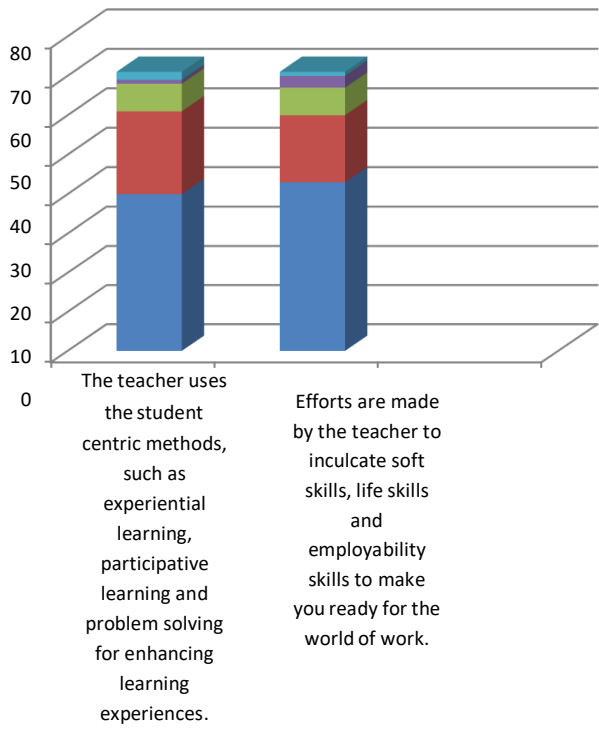 80
70
60
50
40
30
20
10
0
The teacher uses
the student
centric methods,
such as
experiential
learning,
participative
learning and
problem solving
for enhancing
learning
experiences.
Efforts are made
by the teacher to
inculcate soft
skills, life skills
and
employability
skills to make
you ready for the
world of work.